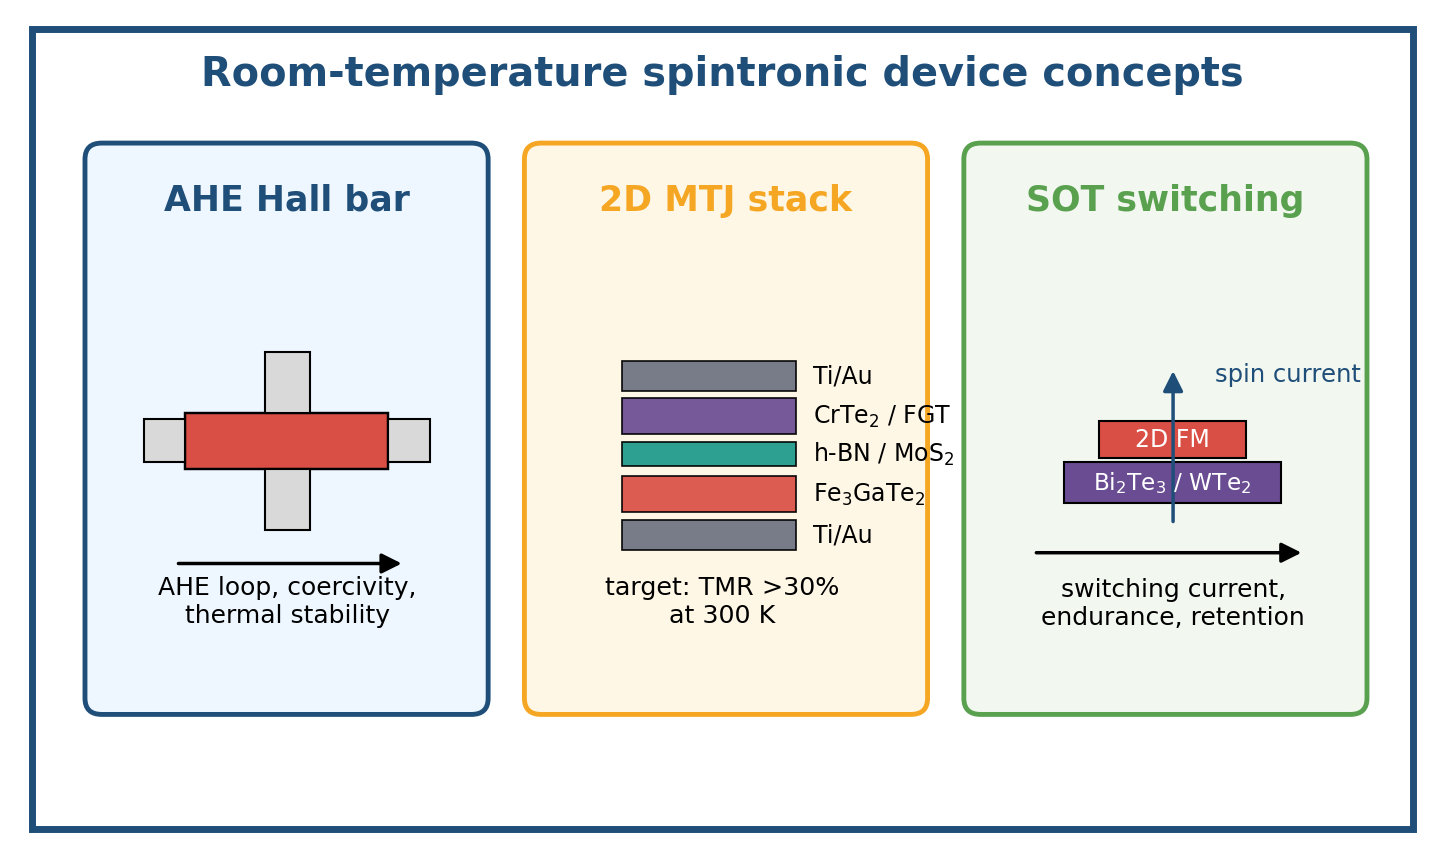 Room-temperature spintronic device concepts
AHE Hall bar
AHE loop, coercivity,
thermal stability
2D MTJ stack
Ti/Au
CrTe₂ / FGT
h-BN / MoS₂
Fe₃GaTe₂
Ti/Au
target: TMR >30%
at 300 K
SOT switching
spin current
2D FM
Bi₂Te₃ / WTe₂
switching current,
endurance, retention